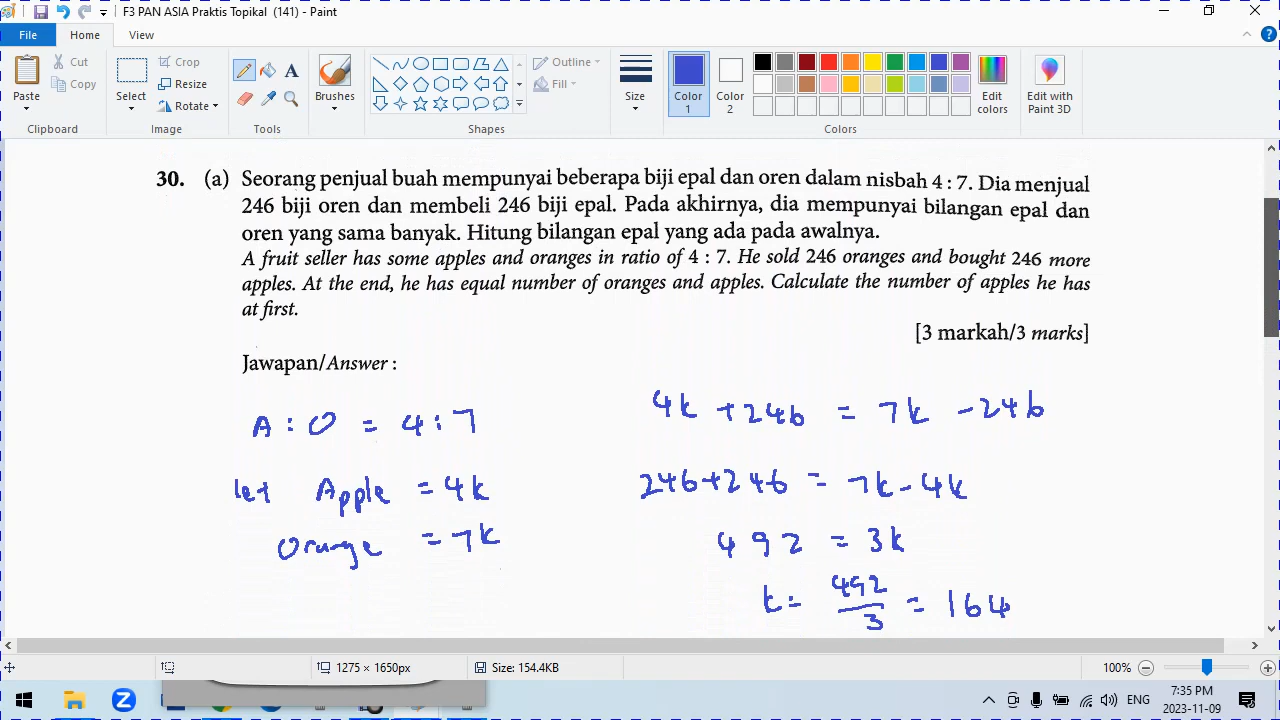 F3 PAN ASIA Praktis Topikal (141) - Paint
File Home View
Paste Cut Copy Clipboard
Select Crop Resize Rotate Image
Tools
Brushes
Outline Fill Shapes
Size
Color 1 Color 2 Edit colors Colors
Edit with Paint 3D
30. (a) Seorang penjual buah mempunyai beberapa biji epal dan oren dalam nisbah 4 : 7. Dia menjual
246 biji oren dan membeli 246 biji epal. Pada akhirnya, dia mempunyai bilangan epal dan
oren yang sama banyak. Hitung bilangan epal yang ada pada awalnya.
A fruit seller has some apples and oranges in ratio of 4 : 7. He sold 246 oranges and bought 246 more
apples. At the end, he has equal number of oranges and apples. Calculate the number of apples he has
at first.
[3 markah/3 marks]
Jawapan/Answer :
A : O = 4 : 7
let Apple = 4k
Orange = 7k
4k + 246 = 7k - 246
246 + 246 = 7k - 4k
492 = 3k
k = 492/3 = 164
1275 × 1650px Size: 154.4KB 100%
ENG 7:35 PM
2023-11-09